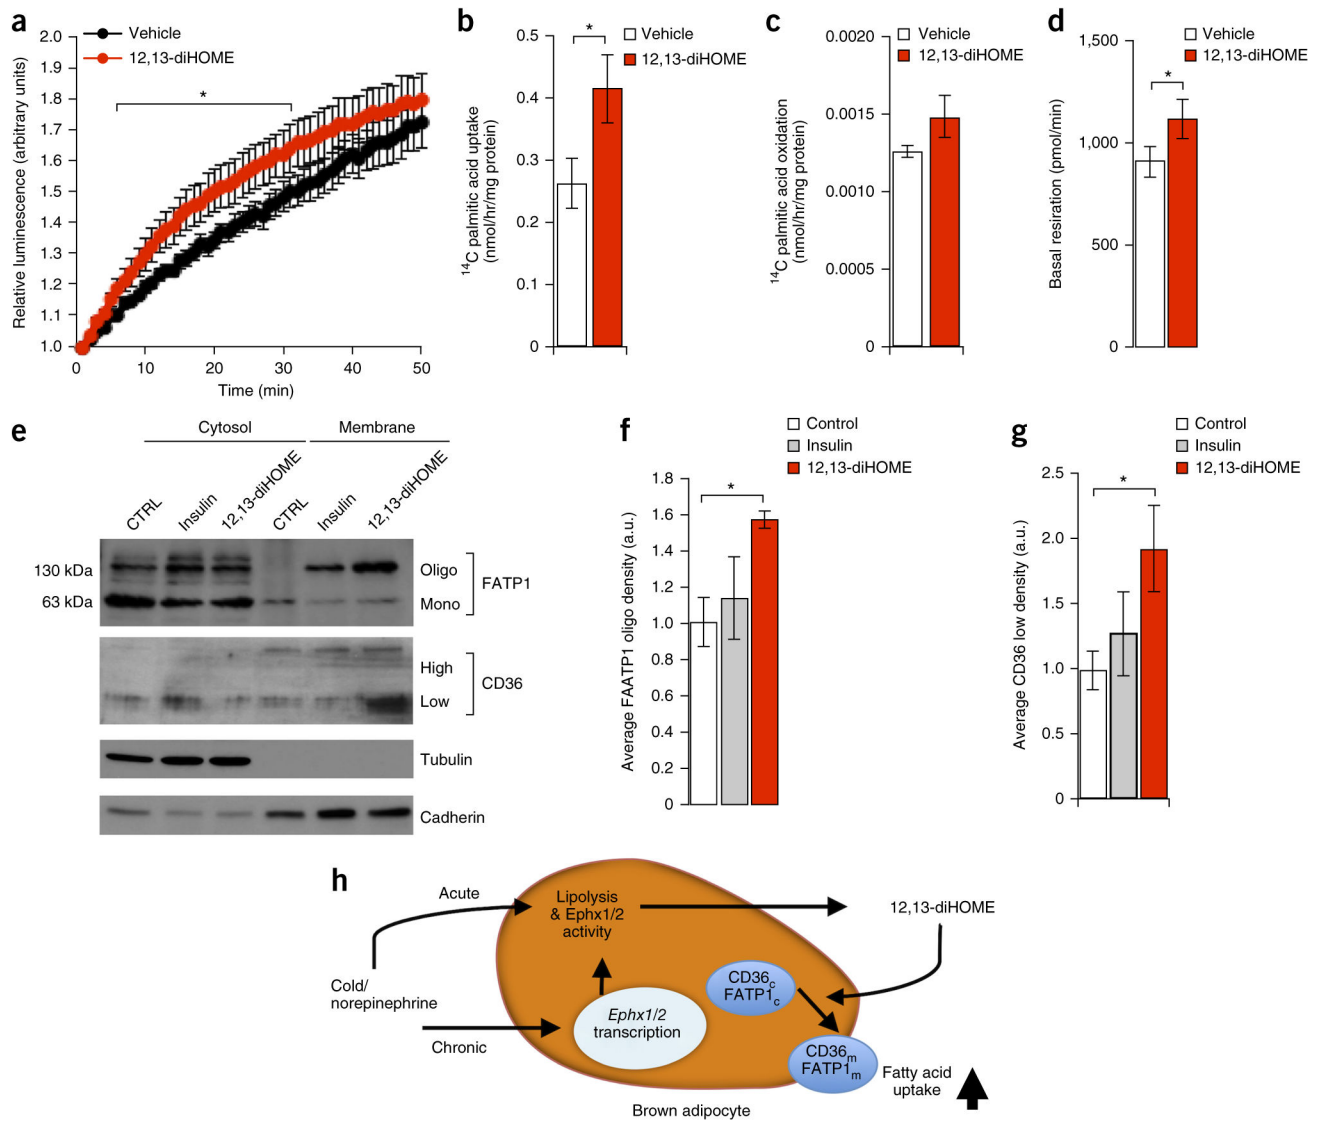 a
Vehicle
12,13-diHOME
Relative luminescence (arbitrary units)
2.0
1.9
1.8
1.7
1.6
1.5
1.4
1.3
1.2
1.1
1.0
*
0
10
20
30
40
50
Time (min)
b
Vehicle
12,13-diHOME
14C palmitic acid uptake
(nmol/hr/mg protein)
0.5
0.4
0.3
0.2
0.1
0
*
c
Vehicle
12,13-diHOME
14C palmitic acid oxidation
(nmol/hr/mg protein)
0.0020
0.0015
0.0010
0.0005
0
d
Vehicle
12,13-diHOME
Basal resiration (pmol/min)
1,500
1,000
500
0
*
e
Cytosol
Membrane
CTRL
Insulin
12,13-diHOME
CTRL
Insulin
12,13-diHOME
130 kDa
63 kDa
Oligo
Mono
FATP1
High
Low
CD36
Tubulin
Cadherin
f
Control
Insulin
12,13-diHOME
Average FAATP1 oligo density (a.u.)
1.8
1.6
1.4
1.2
1.0
0.8
0.6
0.4
0.2
0
*
g
Control
Insulin
12,13-diHOME
Average CD36 low density (a.u.)
2.5
2.0
1.5
1.0
0.5
0
*
h
Acute
Cold/
norepinephrine
Chronic
Lipolysis
& Ephx1/2
activity
Ephx1/2
transcription
12,13-diHOME
CD36c
FATP1c
CD36m
FATP1m
Fatty acid
uptake
Brown adipocyte